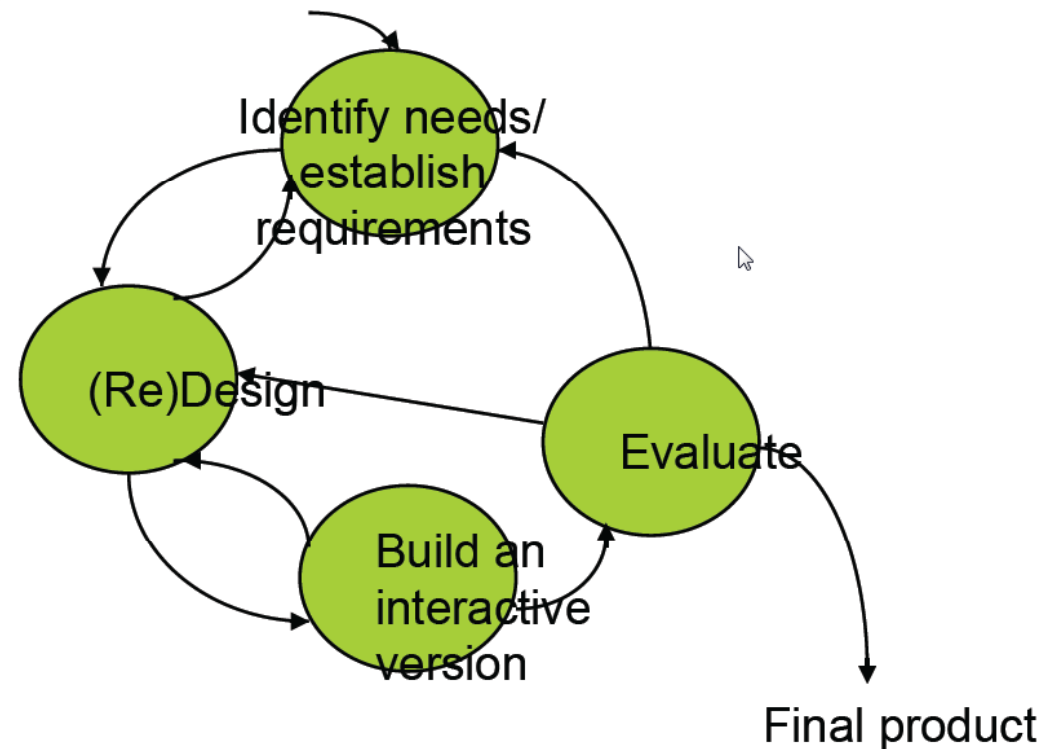 Identify needs/
establish
requirements
(Re)Design
Evaluate
Build an
interactive
version
Final product